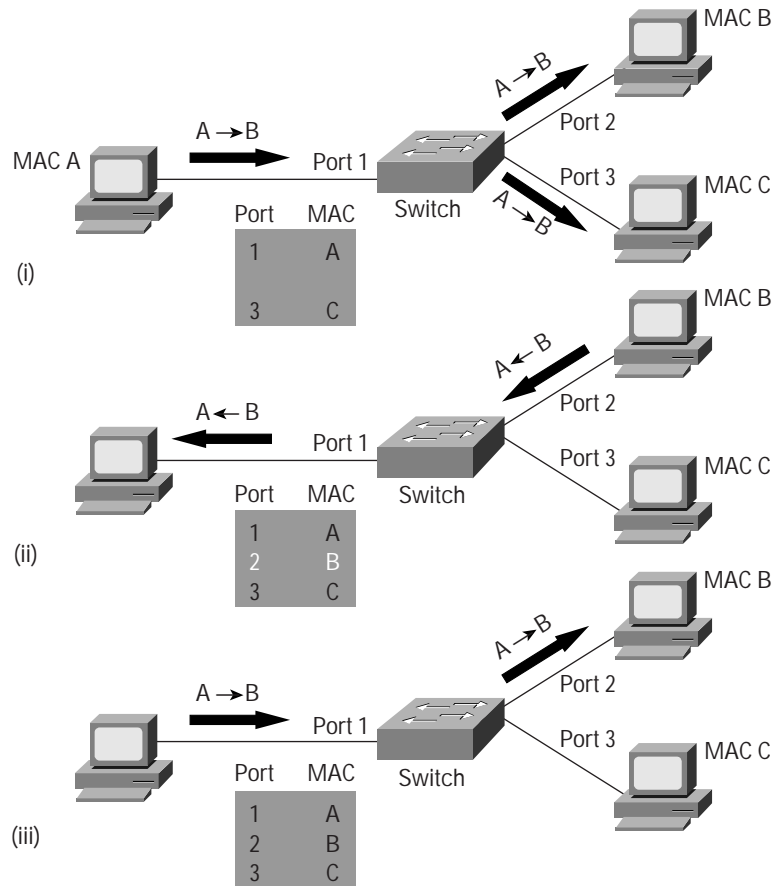 MAC B
A → B
A → B
Port 2
MAC A
Port 1
Port 3
MAC C
Switch
A → B
Port MAC
1 A
3 C
(i)
MAC B
A ← B
A ← B
Port 2
Port 1
Port 3
MAC C
Port MAC
Switch
1 A
2 B
3 C
(ii)
MAC B
A → B
A → B
Port 2
Port 1
Port 3
MAC C
Port MAC
Switch
1 A
2 B
3 C
(iii)